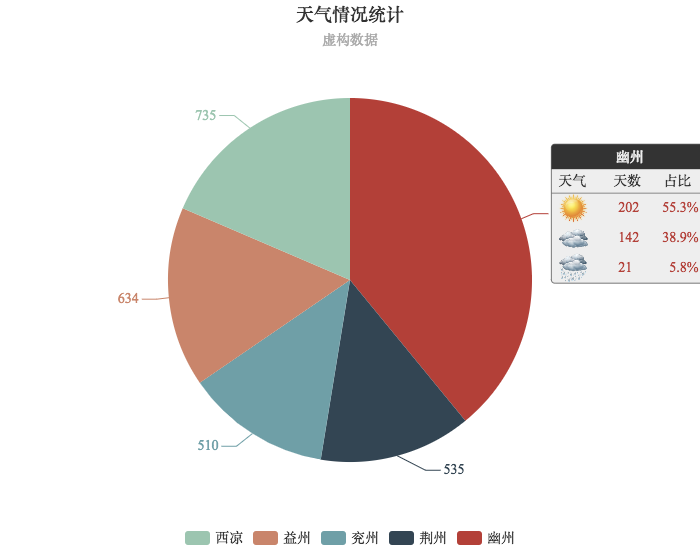 天气情况统计
虚构数据
735
幽州
天气 天数 占比
202 55.3%
142 38.9%
21 5.8%
634
510
535
西凉 益州 兖州 荆州 幽州